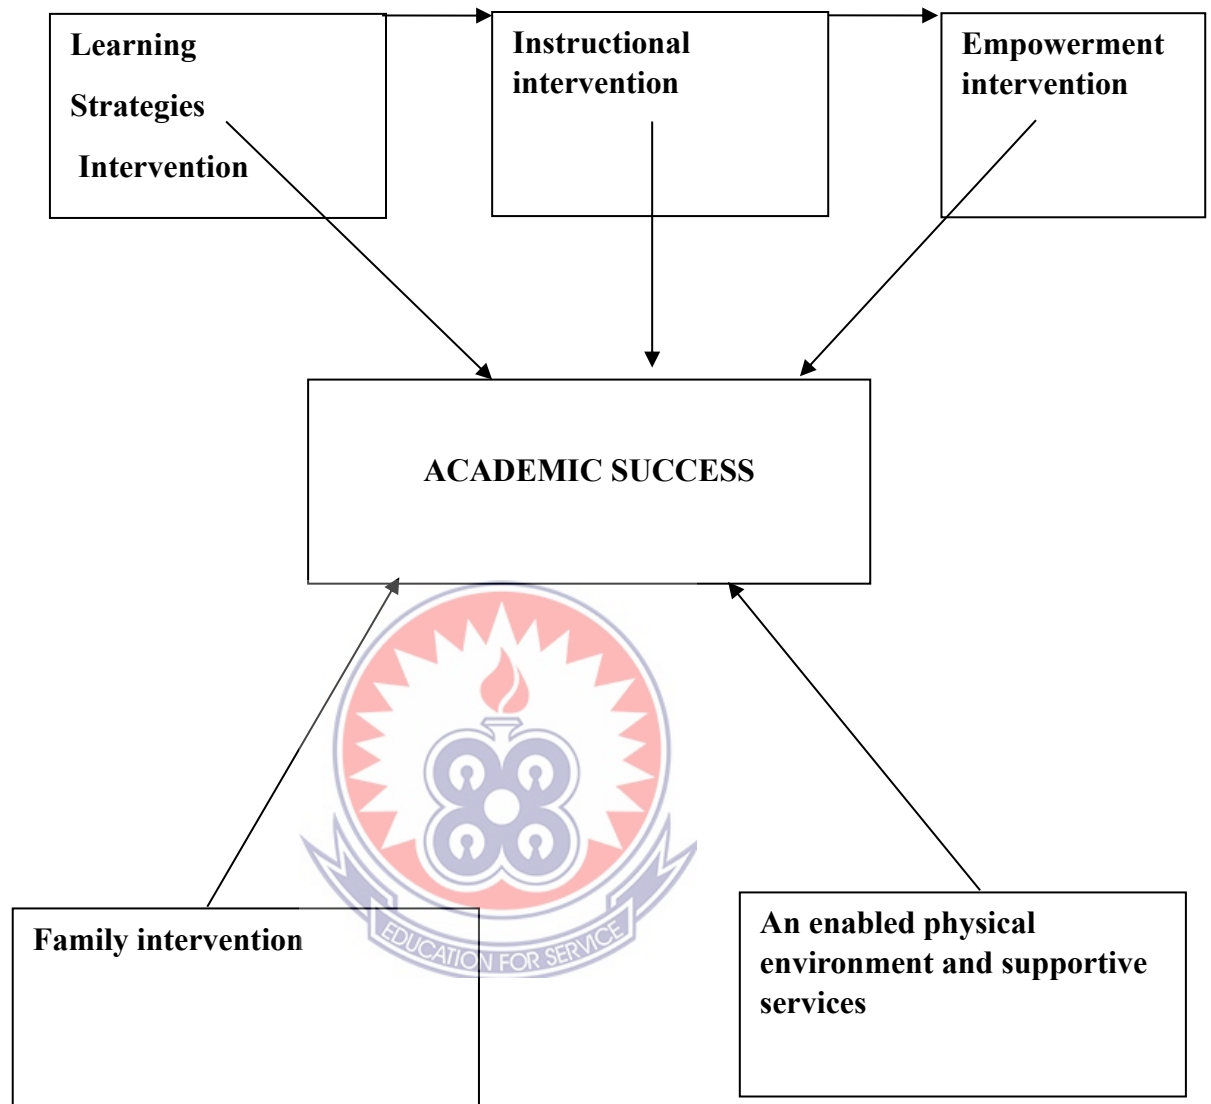 Learning
Strategies
Intervention
Instructional
intervention
Empowerment
intervention
ACADEMIC SUCCESS
EDUCATION FOR SERVICE
Family intervention
An enabled physical
environment and supportive
services